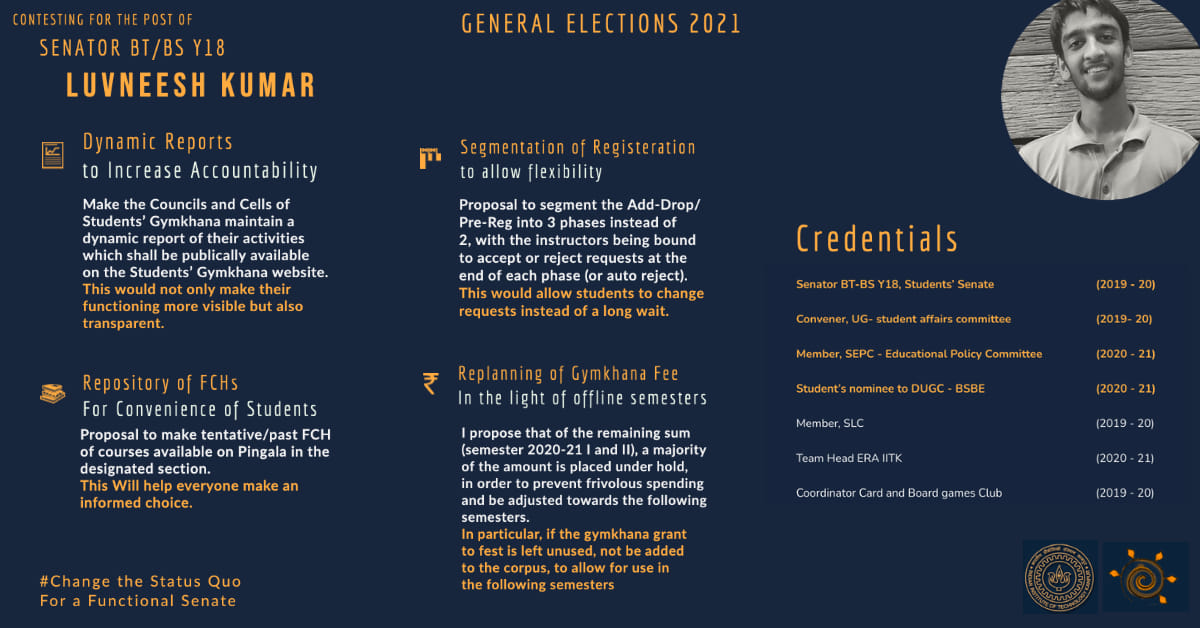 CONTESTING FOR THE POST OF
SENATOR BT/BS Y18
LUVNEESH KUMAR
GENERAL ELECTIONS 2021
Dynamic Reports
to Increase Accountability
Make the Councils and Cells of
Students' Gymkhana maintain a
dynamic report of their activities
which shall be publically available
on the Students' Gymkhana website.
This would not only make their
functioning more visible but also
transparent.
Repository of FCHs
For Convenience of Students
Proposal to make tentative/past FCH
of courses available on Pingala in the
designated section.
This Will help everyone make an
informed choice.
#Change the Status Quo
For a Functional Senate
Segmentation of Registeration
to allow flexibility
Proposal to segment the Add-Drop/
Pre-Reg into 3 phases instead of
2, with the instructors being bound
to accept or reject requests at the
end of each phase (or auto reject).
This would allow students to change
requests instead of a long wait.
₹
Replanning of Gymkhana Fee
In the light of offline semesters
I propose that of the remaining sum
(semester 2020-21 I and II), a majority
of the amount is placed under hold,
in order to prevent frivolous spending
and be adjusted towards the following
semesters.
In particular, if the gymkhana grant
to fest is left unused, not be added
to the corpus, to allow for use in
the following semesters
Credentials
Senator BT-BS Y18, Students' Senate (2019 - 20)
Convener, UG- student affairs committee (2019- 20)
Member, SEPC - Educational Policy Committee (2020 - 21)
Student's nominee to DUGC - BSBE (2020 - 21)
Member, SLC (2019 - 20)
Team Head ERA IITK (2020 - 21)
Coordinator Card and Board games Club (2019 - 20)